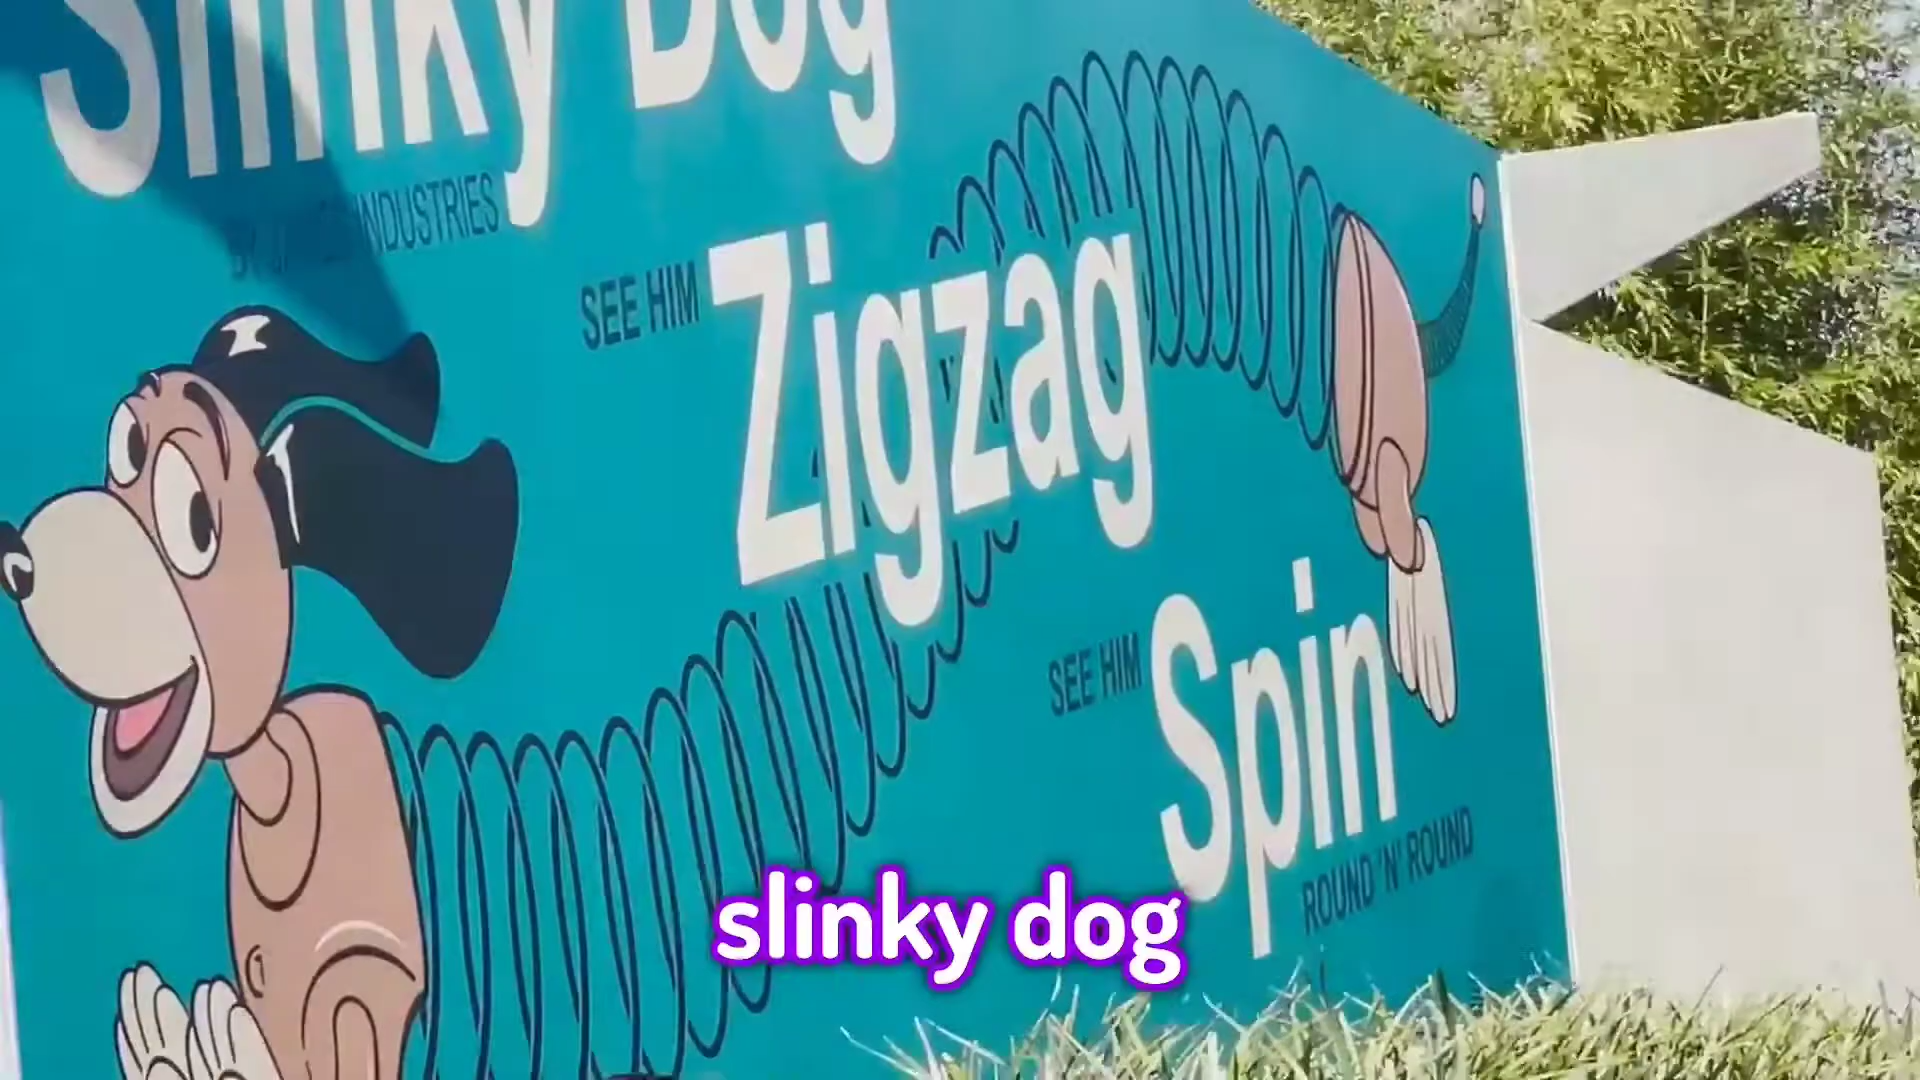 Slinky Dog
INDUSTRIES
SEE HIM
Zigzag
SEE HIM
Spin
ROUND 'N' ROUND
slinky dog